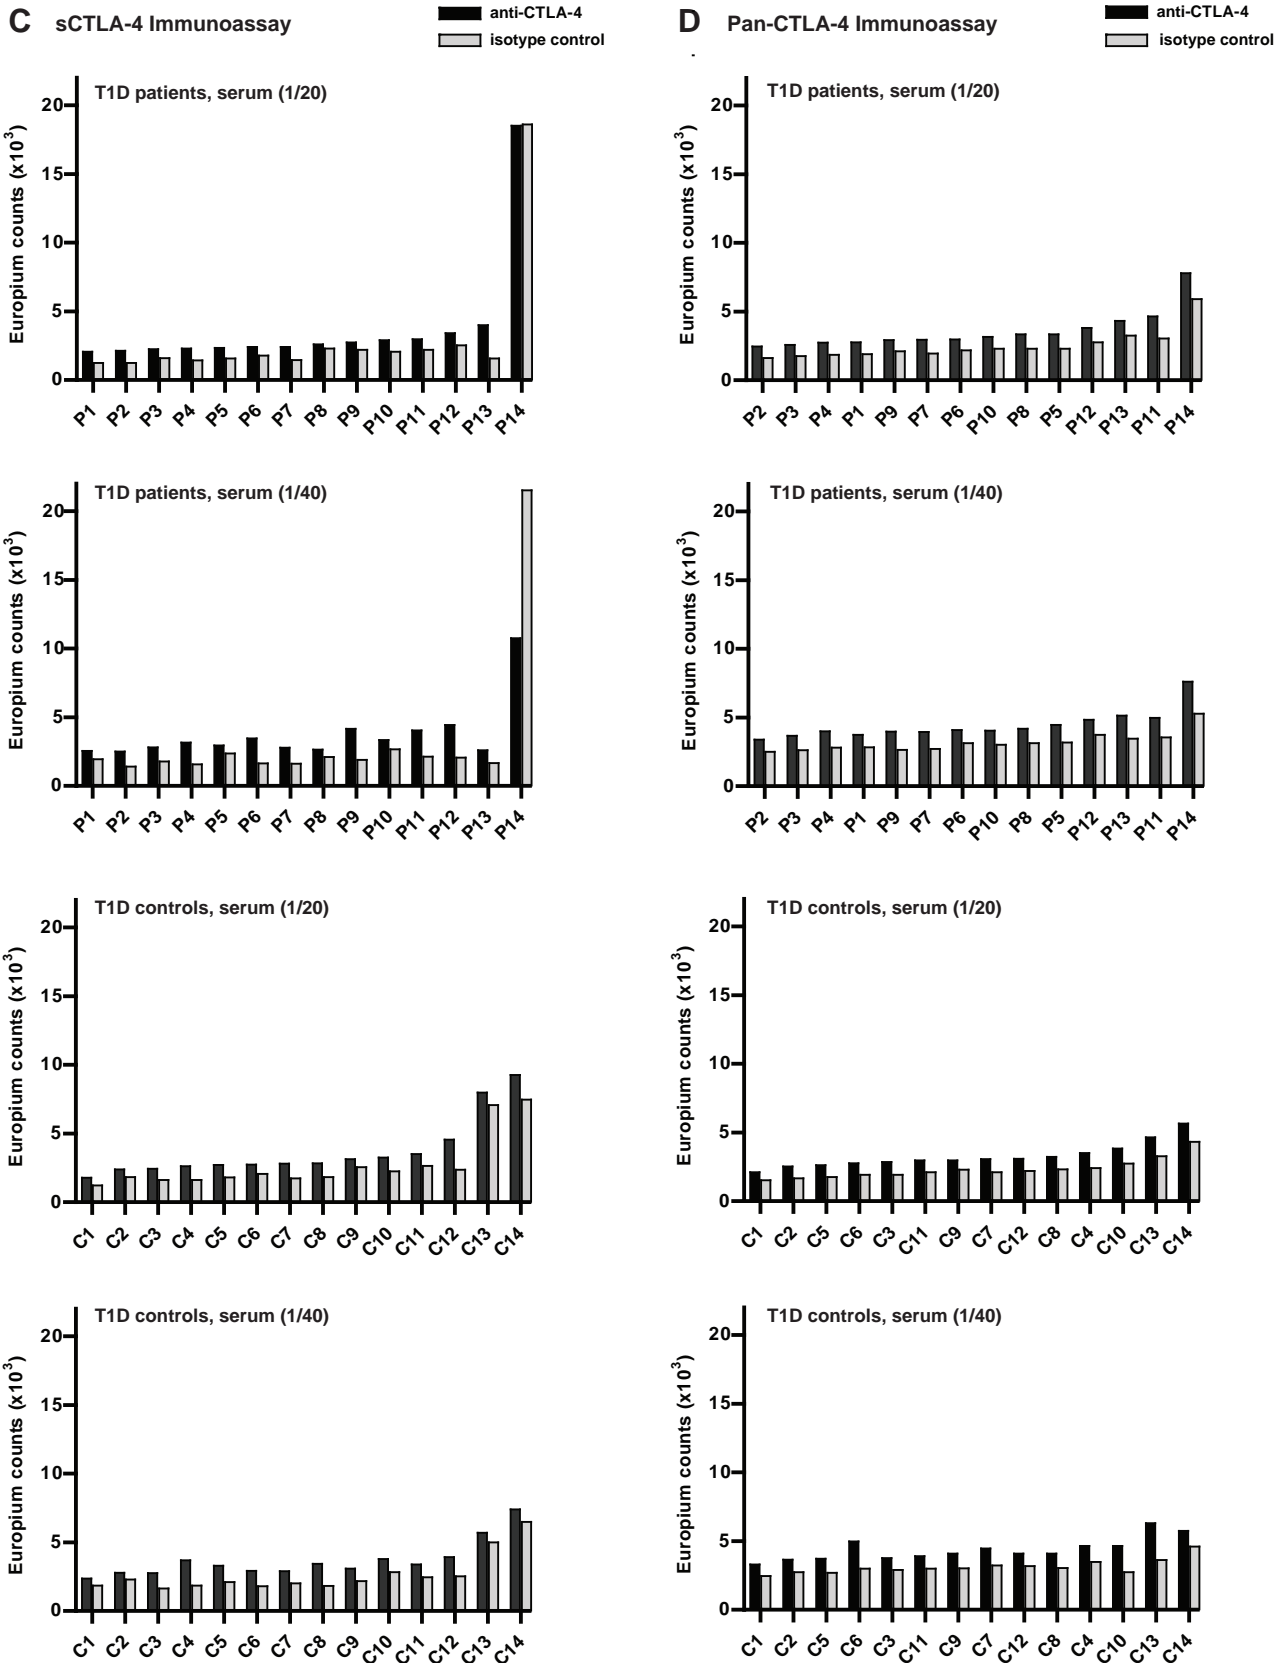 C sCTLA-4 Immunoassay
anti-CTLA-4
isotype control
T1D patients, serum (1/20)
Europium counts (x10³)
20
15
10
5
0
P1 P2 P3 P4 P5 P6 P7 P8 P9 P10 P11 P12 P13 P14
T1D patients, serum (1/40)
Europium counts (x10³)
20
15
10
5
0
P1 P2 P3 P4 P5 P6 P7 P8 P9 P10 P11 P12 P13 P14
T1D controls, serum (1/20)
Europium counts (x10³)
20
15
10
5
0
C1 C2 C3 C4 C5 C6 C7 C8 C9 C10 C11 C12 C13 C14
T1D controls, serum (1/40)
Europium counts (x10³)
20
15
10
5
0
C1 C2 C3 C4 C5 C6 C7 C8 C9 C10 C11 C12 C13 C14
D Pan-CTLA-4 Immunoassay
anti-CTLA-4
isotype control
T1D patients, serum (1/20)
Europium counts (x10³)
20
15
10
5
0
P2 P3 P4 P1 P9 P7 P6 P10 P8 P5 P12 P13 P11 P14
T1D patients, serum (1/40)
Europium counts (x10³)
20
15
10
5
0
P2 P3 P4 P1 P9 P7 P6 P10 P8 P5 P12 P13 P11 P14
T1D controls, serum (1/20)
Europium counts (x10³)
20
15
10
5
0
C1 C2 C5 C6 C3 C11 C9 C7 C12 C8 C4 C10 C13 C14
T1D controls, serum (1/40)
Europium counts (x10³)
20
15
10
5
0
C1 C2 C5 C6 C3 C11 C9 C7 C12 C8 C4 C10 C13 C14